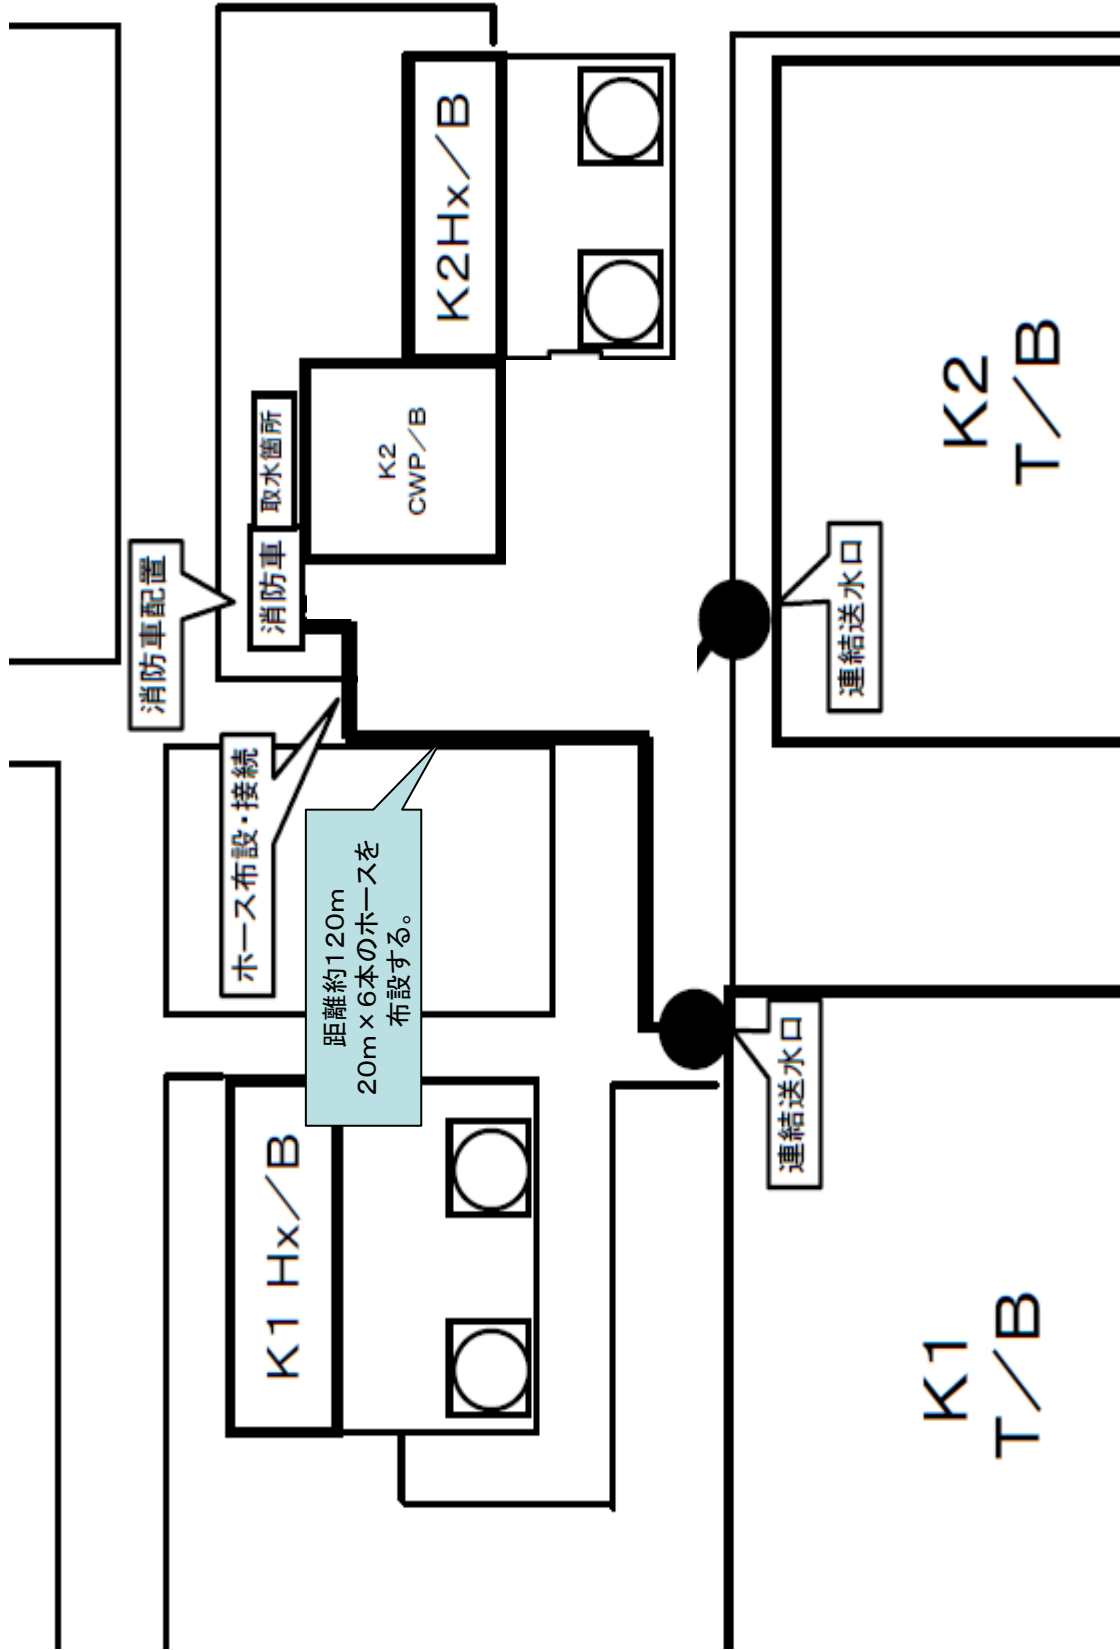 消防車配置
ホース布設・接続
消防車
取水箇所
K2Hx／B
K2
CWP／B
距離約120m
20m×6本のホースを
布設する。
K1 Hx／B
連結送水口
連結送水口
K1
T／B
K2
T／B